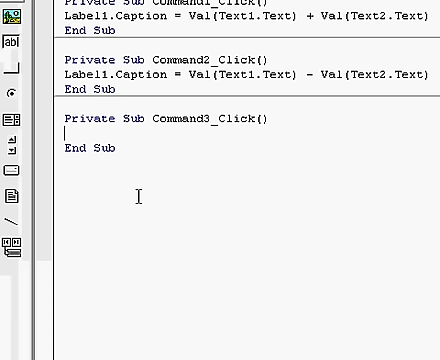 Private Sub Command1_Click()
Label1.Caption = Val(Text1.Text) + Val(Text2.Text)
End Sub
Private Sub Command2_Click()
Label1.Caption = Val(Text1.Text) - Val(Text2.Text)
End Sub
Private Sub Command3_Click()
End Sub